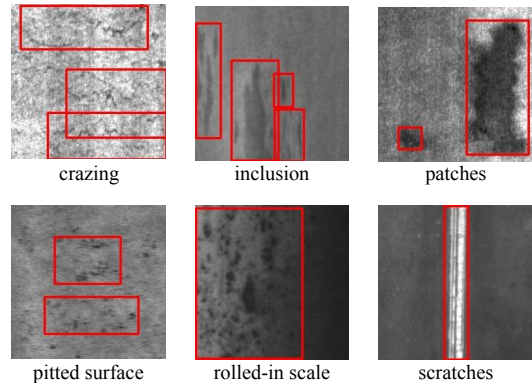 crazing
inclusion
patches
pitted surface
rolled-in scale
scratches